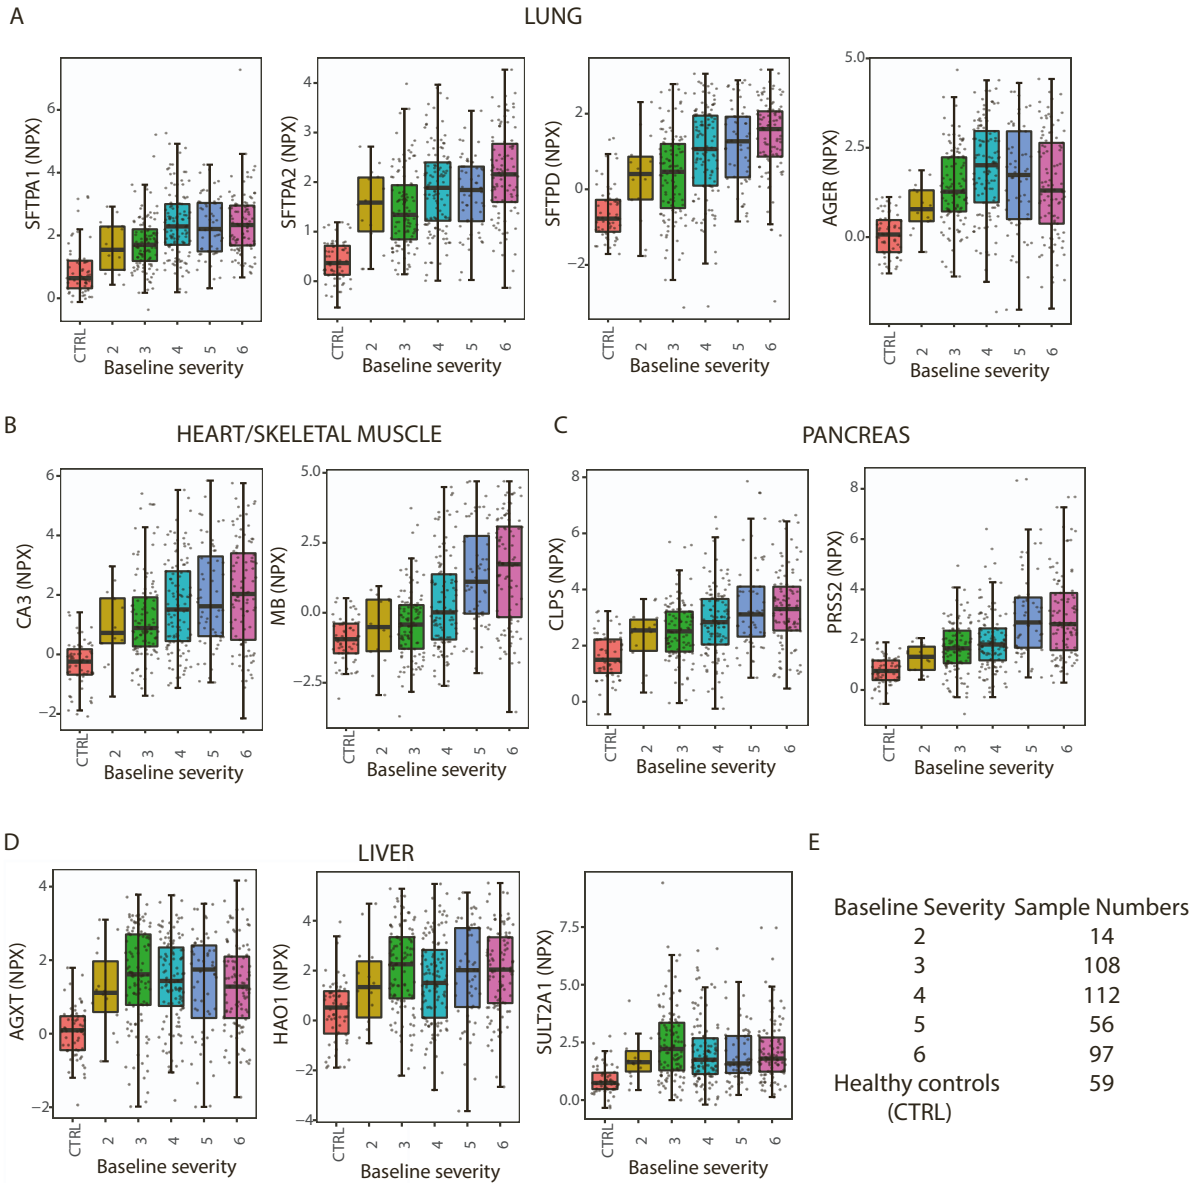 A
LUNG
SFTPA1 (NPX)
6
4
2
0
CTRL 2 3 4 5 6
Baseline severity
SFTPA2 (NPX)
4
3
2
1
0
CTRL 2 3 4 5 6
Baseline severity
SFTPD (NPX)
2
0
−2
CTRL 2 3 4 5 6
Baseline severity
AGER (NPX)
5.0
2.5
0.0
CTRL 2 3 4 5 6
Baseline severity
B
HEART/SKELETAL MUSCLE
CA3 (NPX)
6
4
2
0
−2
CTRL 2 3 4 5 6
Baseline severity
MB (NPX)
5.0
2.5
0.0
−2.5
CTRL 2 3 4 5 6
Baseline severity
C
PANCREAS
CLPS (NPX)
8
6
4
2
0
CTRL 2 3 4 5 6
Baseline severity
PRSS2 (NPX)
8
6
4
2
0
CTRL 2 3 4 5 6
Baseline severity
D
LIVER
AGXT (NPX)
4
2
0
−2
CTRL 2 3 4 5 6
Baseline severity
HAO1 (NPX)
4
2
0
−2
−4
CTRL 2 3 4 5 6
Baseline severity
SULT2A1 (NPX)
7.5
5.0
2.5
0.0
CTRL 2 3 4 5 6
Baseline severity
E
Baseline Severity Sample Numbers
2 14
3 108
4 112
5 56
6 97
Healthy controls 59
(CTRL)